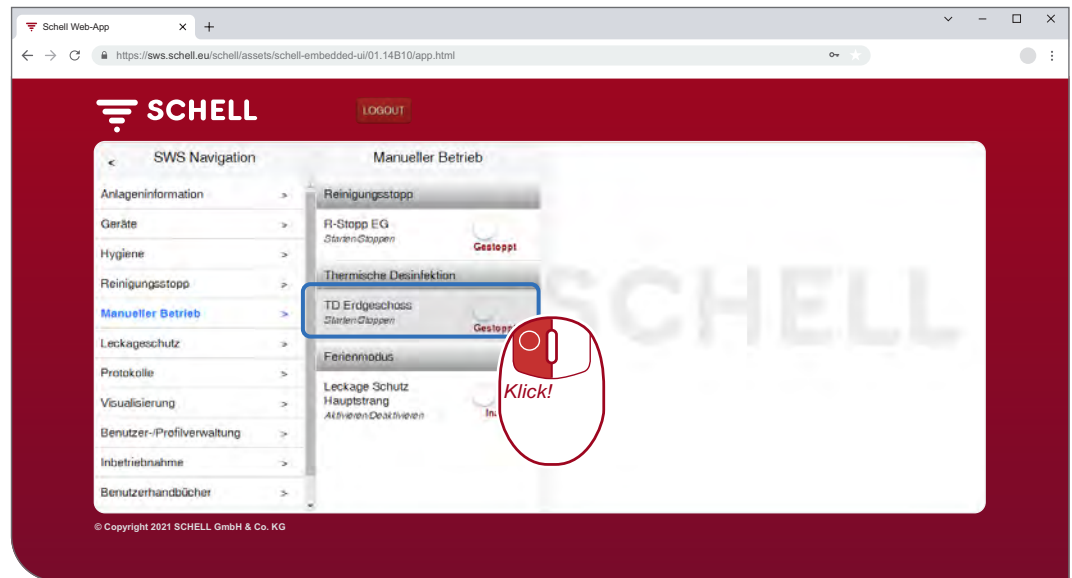 Schell Web-App
https://sws.schell.eu/schell/assets/schell-embedded-ui/01.14B10/app.html
SCHELL
LOGOUT
SWS Navigation
Manueller Betrieb
Anlageninformation
Geräte
Hygiene
Reinigungsstopp
Manueller Betrieb
Leckageschutz
Protokolle
Visualisierung
Benutzer-/Profilverwaltung
Inbetriebnahme
Benutzerhandbücher
Reinigungsstopp
R-Stopp EG
Starten/Stoppen
Gestoppt
Thermische Desinfektion
TD Erdgeschoss
Starten/Stoppen
Ferienmodus
Leckage Schutz
Hauptstrang
Aktivieren/Deaktivieren
Klick!
SCHELL
© Copyright 2021 SCHELL GmbH & Co. KG